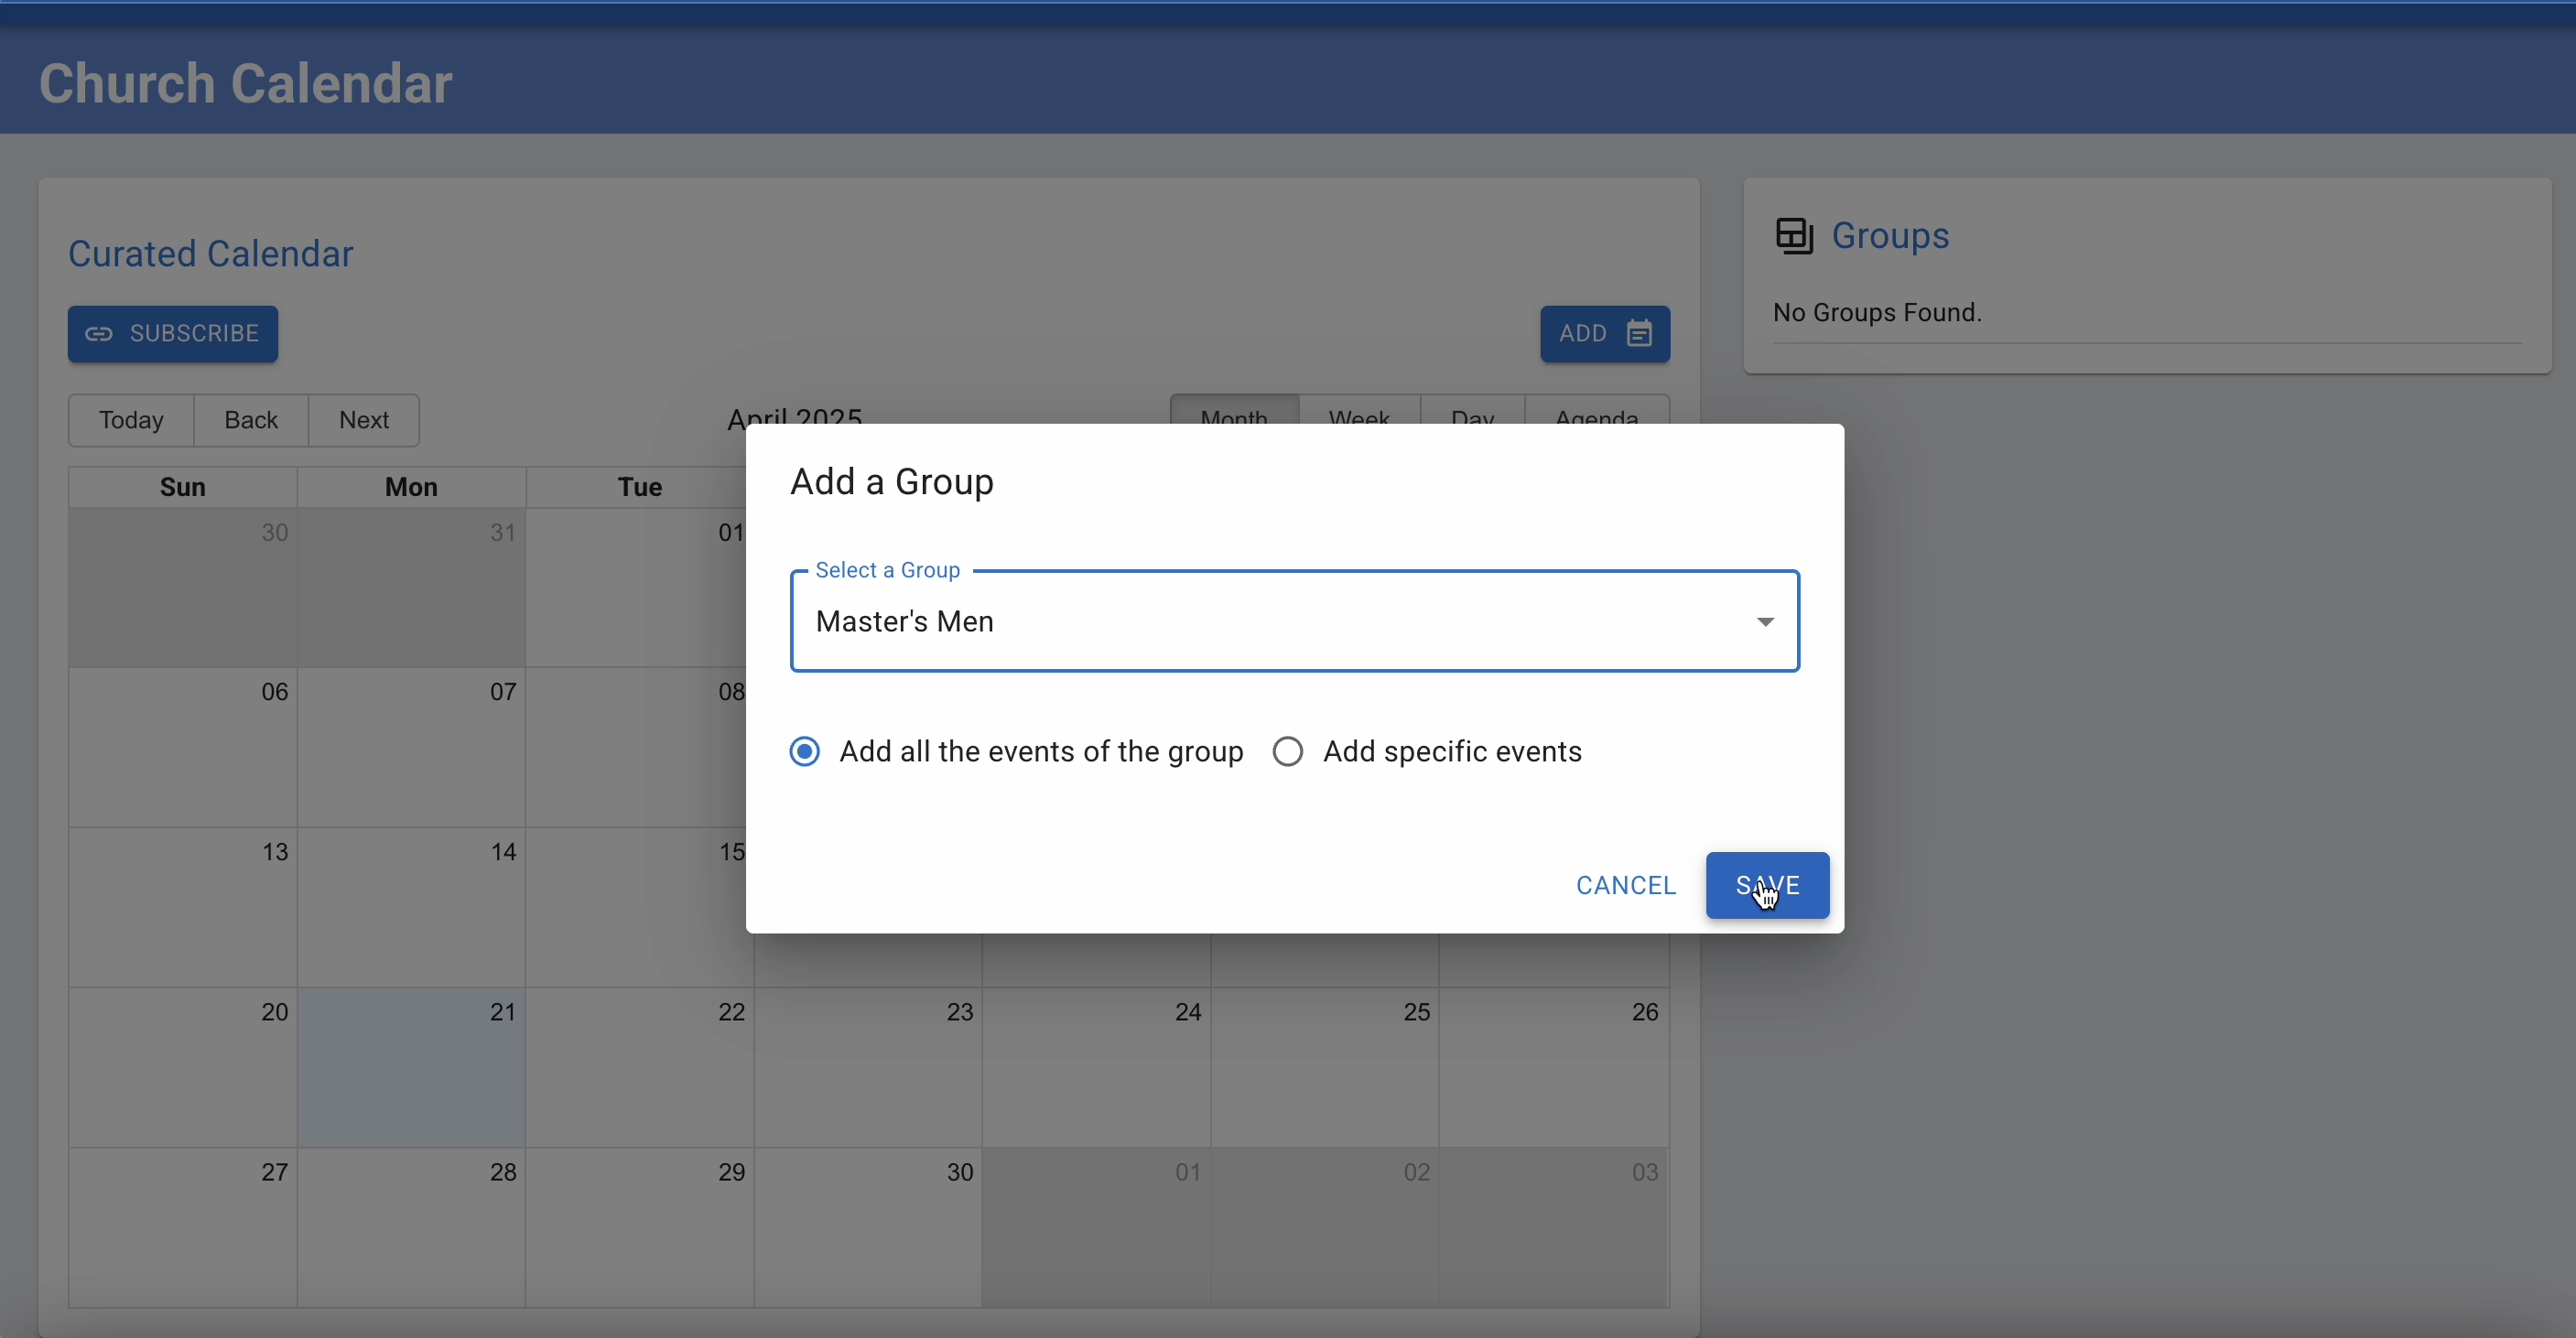 Church Calendar
Curated Calendar
SUBSCRIBE
ADD
Groups
No Groups Found.
Today Back Next
April 2025
Month Week Day Agenda
Sun Mon Tue
30 31 01
06 07 08
13 14 15
20 21 22 23 24 25 26
27 28 29 30 01 02 03
Add a Group
Select a Group
Master's Men
Add all the events of the group Add specific events
CANCEL SAVE